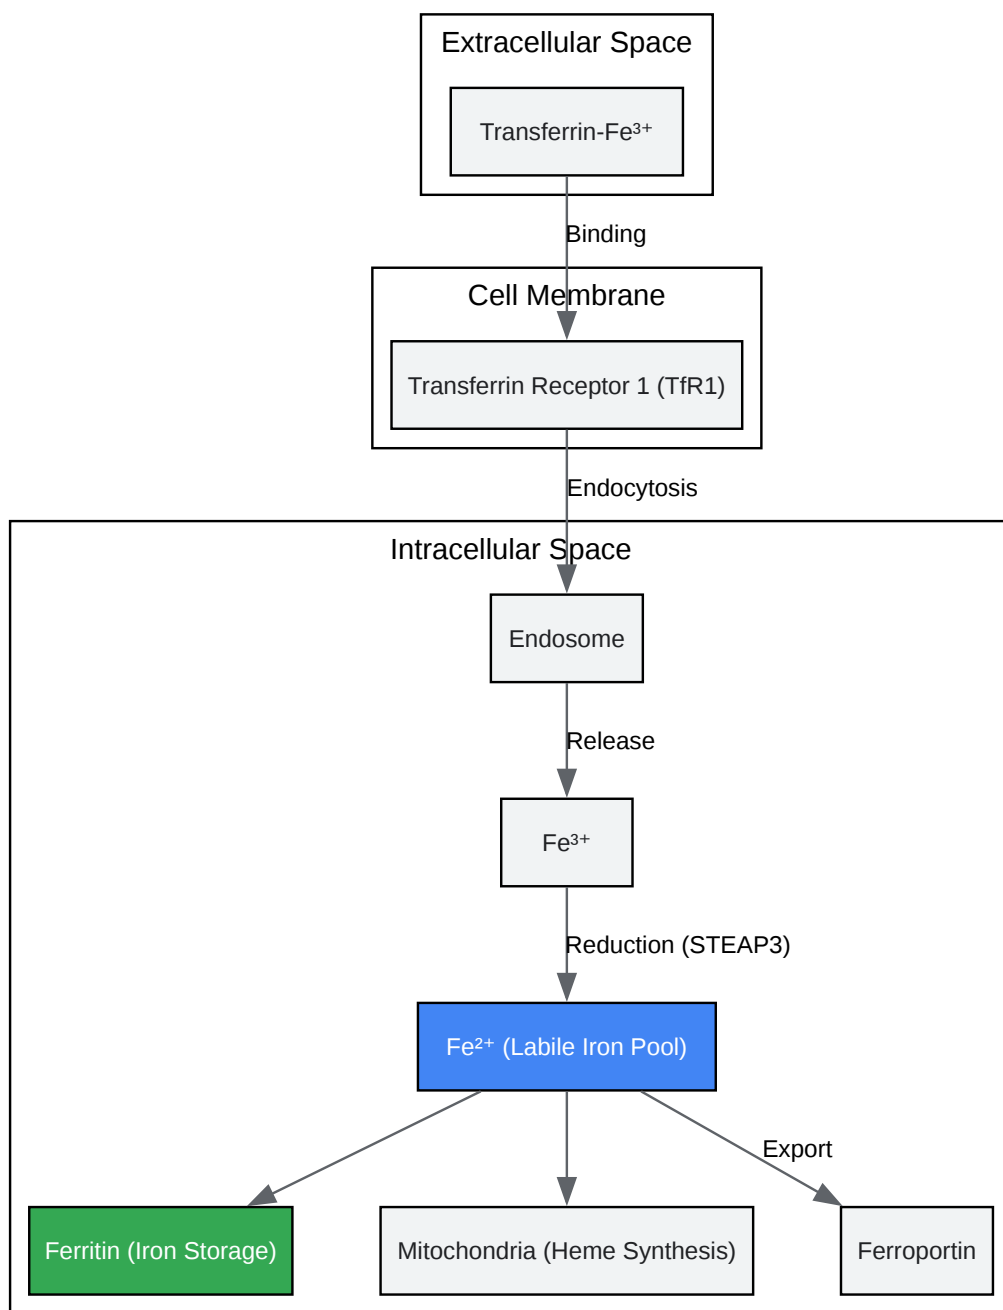 Extracellular Space
Transferrin-Fe³⁺
Binding
Cell Membrane
Transferrin Receptor 1 (TfR1)
Endocytosis
Intracellular Space
Endosome
Release
Fe³⁺
Reduction (STEAP3)
Fe²⁺ (Labile Iron Pool)
Export
Ferritin (Iron Storage)
Mitochondria (Heme Synthesis)
Ferroportin